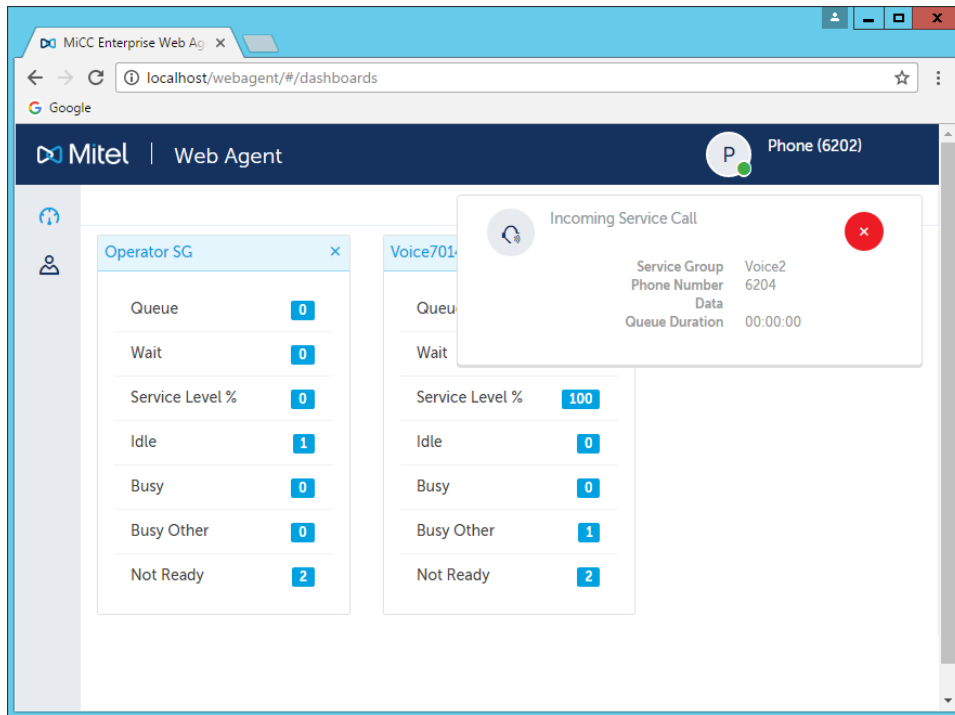 MiCC Enterprise Web Ag
localhost/webagent/#/dashboards
Google
Mitel | Web Agent
P
Phone (6202)
Incoming Service Call
Service Group Voice2
Phone Number 6204
Data
Queue Duration 00:00:00
Operator SG
Queue 0
Wait 0
Service Level % 0
Idle 1
Busy 0
Busy Other 0
Not Ready 2
Voice701
Queu
Wait
Service Level % 100
Idle 0
Busy 0
Busy Other 1
Not Ready 2